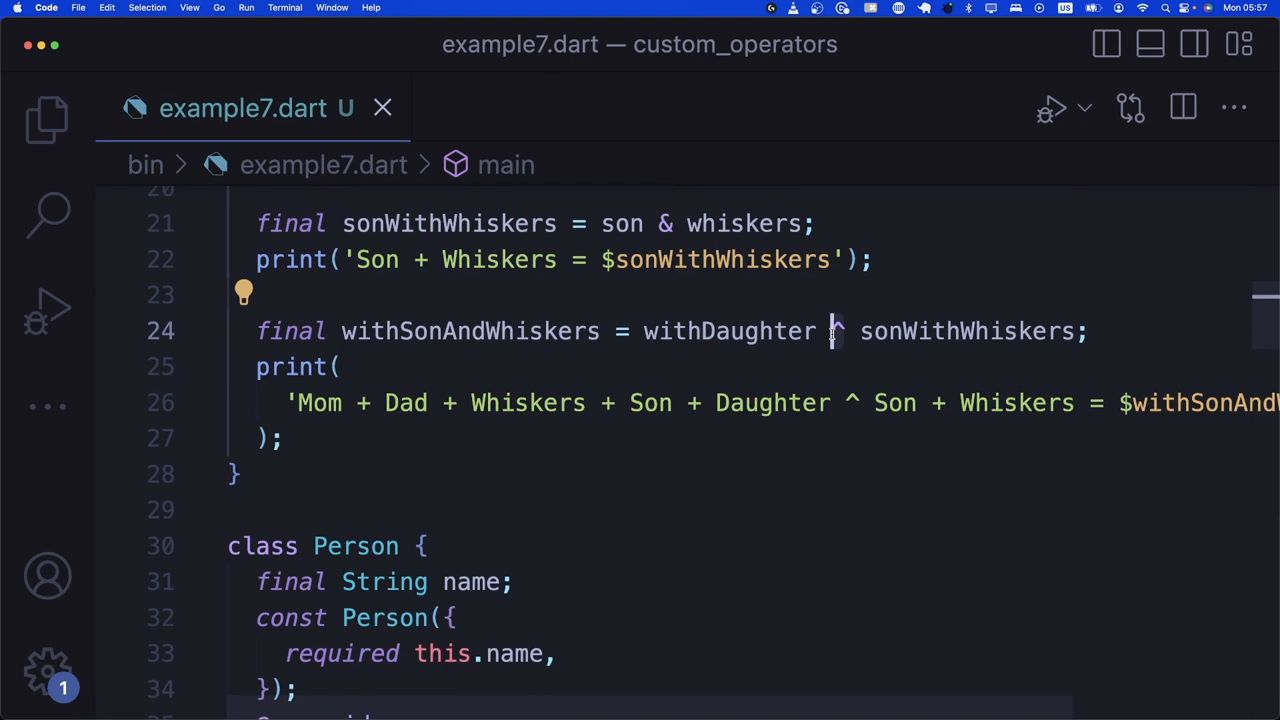 Code File Edit Selection View Go Run Terminal Window Help US Mon 05:57
example7.dart — custom_operators
example7.dart U
bin > example7.dart > main
20
21 final sonWithWhiskers = son & whiskers;
22 print('Son + Whiskers = $sonWithWhiskers');
23
24 final withSonAndWhiskers = withDaughter ^ sonWithWhiskers;
25 print(
26 'Mom + Dad + Whiskers + Son + Daughter ^ Son + Whiskers = $withSonAndW
27 );
28 }
29
30 class Person {
31 final String name;
32 const Person({
33 required this.name,
34 });
1